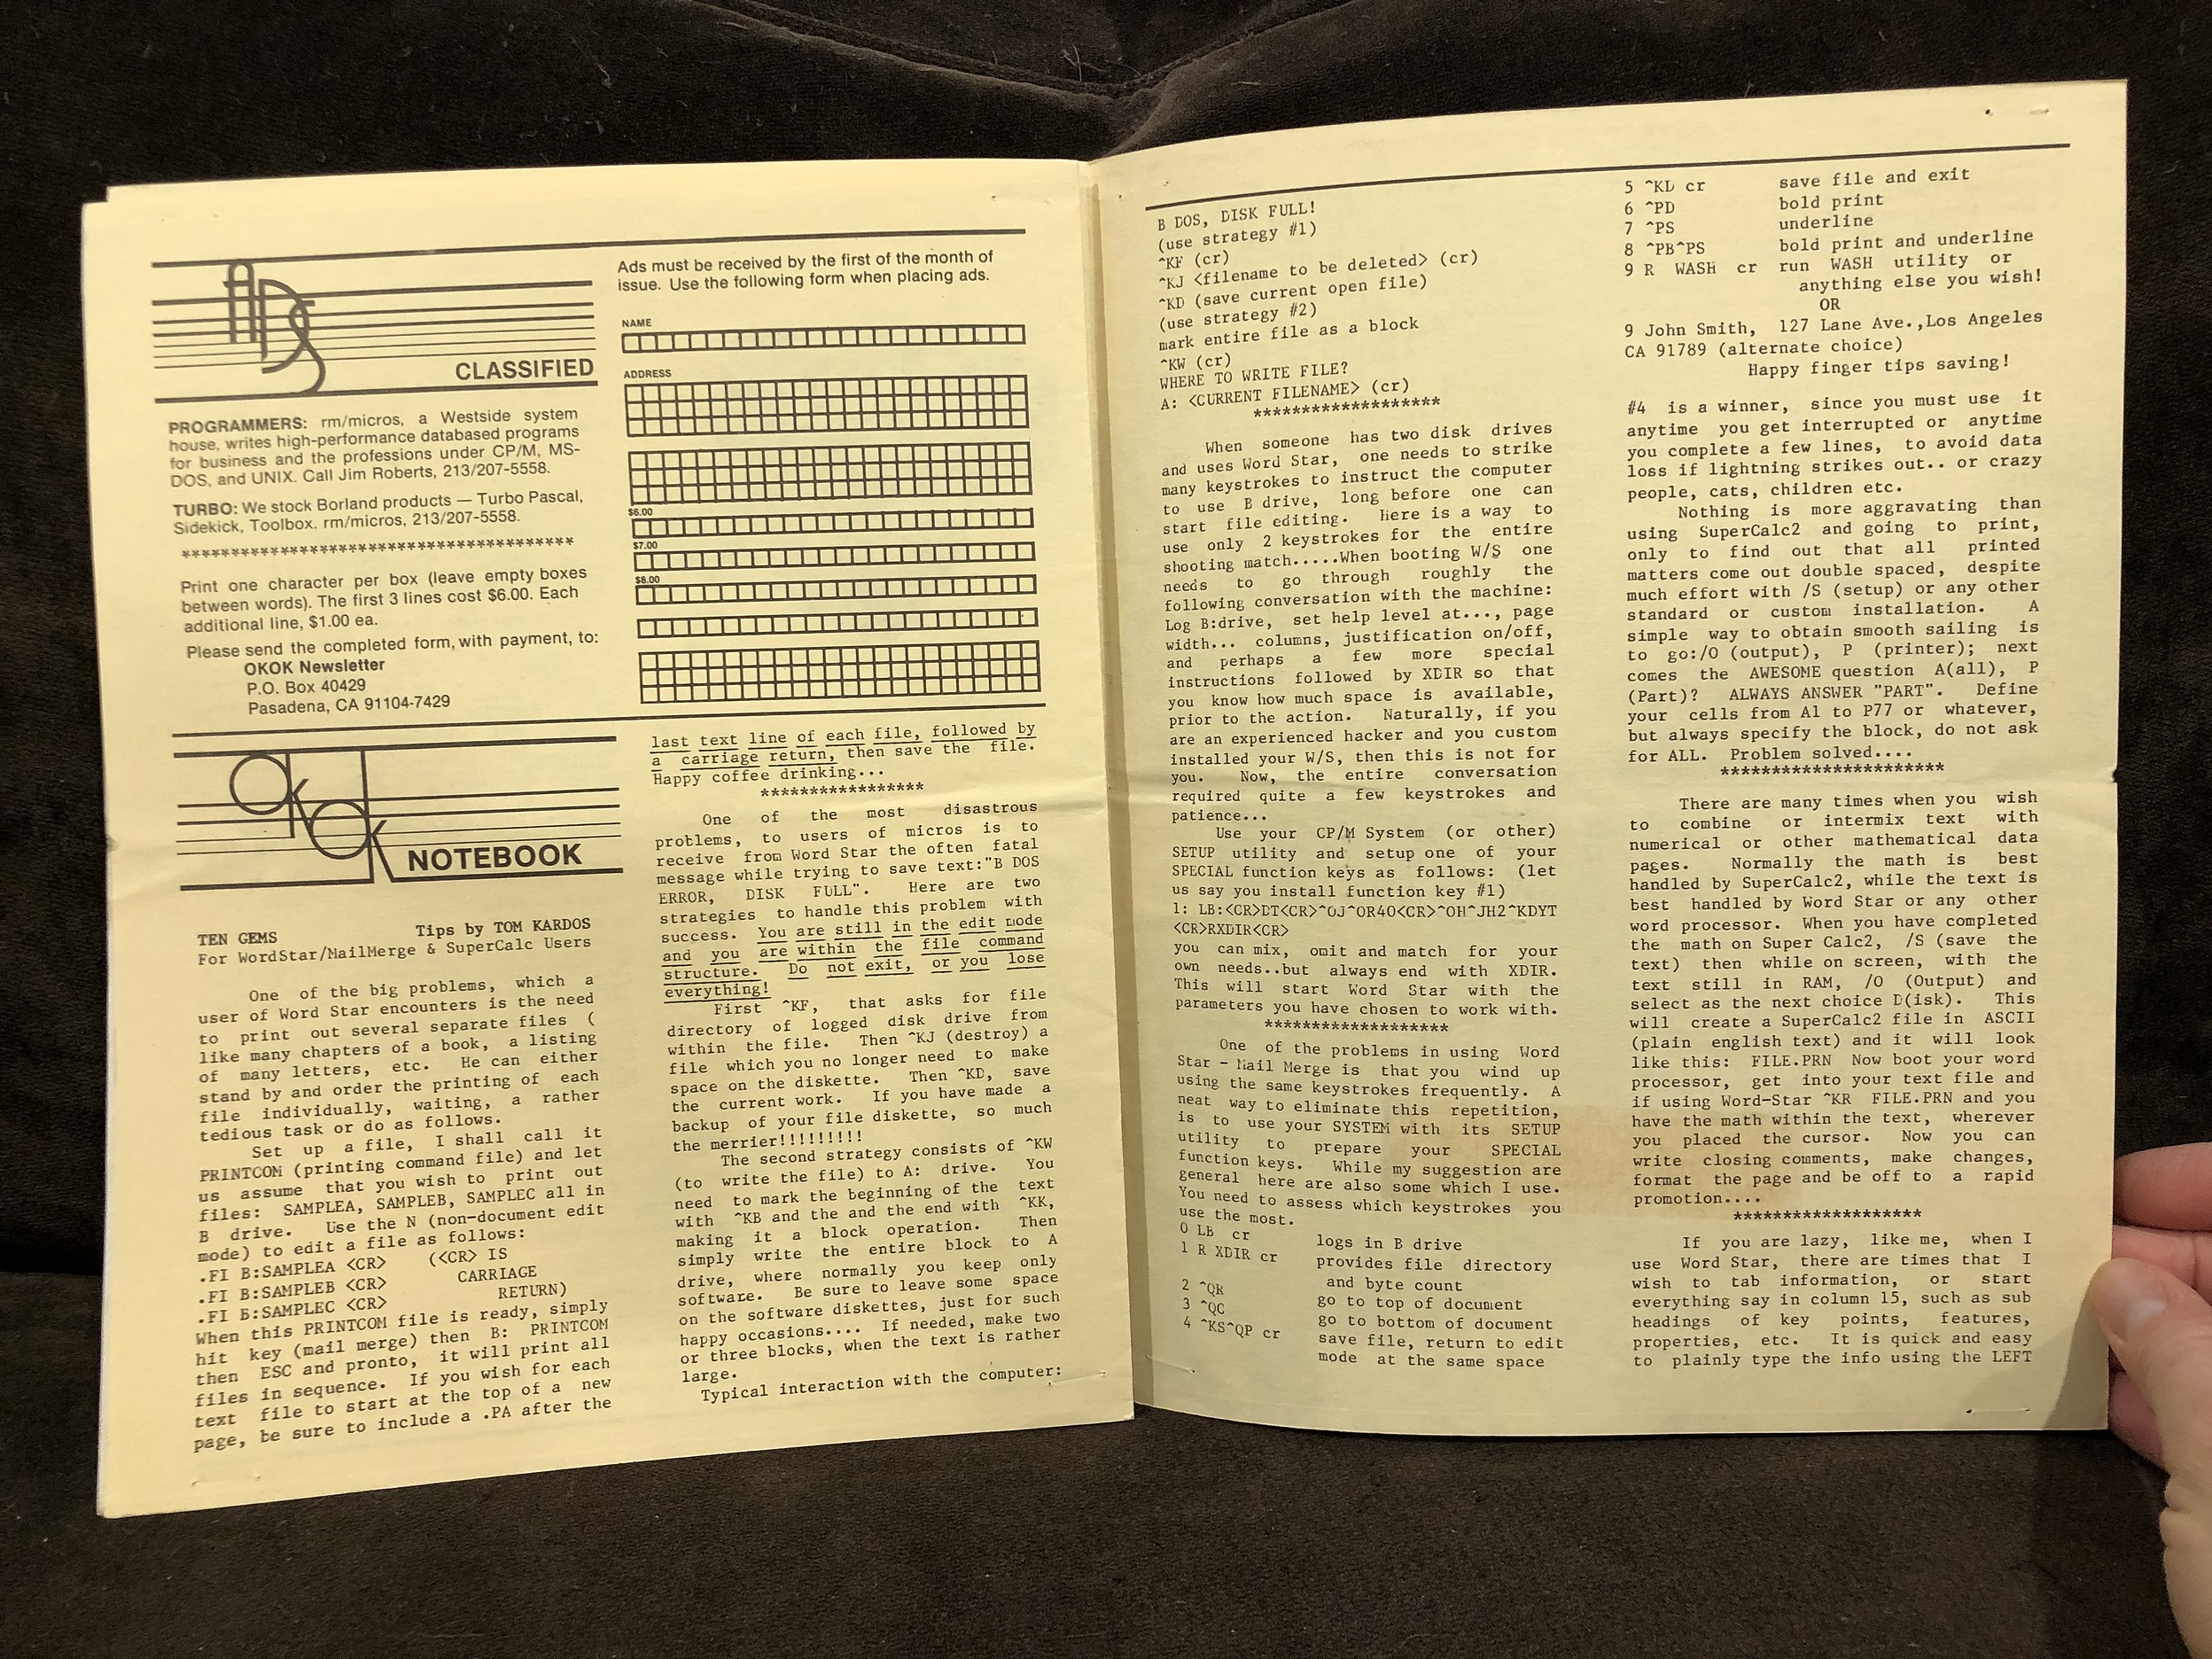 ADS
CLASSIFIED
PROGRAMMERS: rm/micros, a Westside system
house, writes high-performance databased programs
for business and the professions under CP/M, MS-
DOS, and UNIX. Call Jim Roberts, 213/207-5558.
TURBO: We stock Borland products — Turbo Pascal,
Sidekick, Toolbox. rm/micros, 213/207-5558.
****************************************
Print one character per box (leave empty boxes
between words). The first 3 lines cost $6.00. Each
additional line, $1.00 ea.
Please send the completed form, with payment, to:
OKOK Newsletter
P.O. Box 40429
Pasadena, CA 91104-7429
Ads must be received by the first of the month of
issue. Use the following form when placing ads.
NAME
ADDRESS
$6.00
$7.00
$8.00
OKOK
NOTEBOOK
TEN GEMS Tips by TOM KARDOS
For WordStar/MailMerge & SuperCalc Users
One of the big problems, which a
user of Word Star encounters is the need
to print out several separate files (
like many chapters of a book, a listing
of many letters, etc. He can either
stand by and order the printing of each
file individually, waiting, a rather
tedious task or do as follows.
Set up a file, I shall call it
PRINTCOM (printing command file) and let
us assume that you wish to print out
files: SAMPLEA, SAMPLEB, SAMPLEC all in
B drive. Use the N (non-document edit
mode) to edit a file as follows:
.FI B:SAMPLEA <CR> (<CR> IS
.FI B:SAMPLEB <CR> CARRIAGE
.FI B:SAMPLEC <CR> RETURN)
When this PRINTCOM file is ready, simply
hit key (mail merge) then B: PRINTCOM
then ESC and pronto, it will print all
files in sequence. If you wish for each
text file to start at the top of a new
page, be sure to include a .PA after the
last text line of each file, followed by
a carriage return, then save the file.
Happy coffee drinking...
*****************
One of the most disastrous
problems, to users of micros is to
receive from Word Star the often fatal
message while trying to save text:"B DOS
ERROR, DISK FULL". Here are two
strategies to handle this problem with
success. You are still in the edit mode
and you are within the file command
structure. Do not exit, or you lose
everything!
First ^KF, that asks for file
directory of logged disk drive from
within the file. Then ^KJ (destroy) a
file which you no longer need to make
space on the diskette. Then ^KD, save
the current work. If you have made a
backup of your file diskette, so much
the merrier!!!!!!!!!
The second strategy consists of ^KW
(to write the file) to A: drive. You
need to mark the beginning of the text
with ^KB and the and the end with ^KK,
making it a block operation. Then
simply write the entire block to A
drive, where normally you keep only
software. Be sure to leave some space
on the software diskettes, just for such
happy occasions.... If needed, make two
or three blocks, when the text is rather
large.
Typical interaction with the computer:
B DOS, DISK FULL!
(use strategy #1)
^KF (cr)
^KJ <filename to be deleted> (cr)
^KD (save current open file)
(use strategy #2)
mark entire file as a block
^KW (cr)
WHERE TO WRITE FILE?
A: <CURRENT FILENAME> (cr)
*******************
When someone has two disk drives
and uses Word Star, one needs to strike
many keystrokes to instruct the computer
to use B drive, long before one can
start file editing. Here is a way to
use only 2 keystrokes for the entire
shooting match.....When booting W/S one
needs to go through roughly the
following conversation with the machine:
Log B:drive, set help level at..., page
width... columns, justification on/off,
and perhaps a few more special
instructions followed by XDIR so that
you know how much space is available,
prior to the action. Naturally, if you
are an experienced hacker and you custom
installed your W/S, then this is not for
you. Now, the entire conversation
required quite a few keystrokes and
patience...
Use your CP/M System (or other)
SETUP utility and setup one of your
SPECIAL function keys as follows: (let
us say you install function key #1)
1: LB:<CR>DT<CR>^OJ^OR40<CR>^OH^JH2^KDYT
<CR>RXDIR<CR>
you can mix, omit and match for your
own needs..but always end with XDIR.
This will start Word Star with the
parameters you have chosen to work with.
*******************
One of the problems in using Word
Star - Mail Merge is that you wind up
using the same keystrokes frequently. A
neat way to eliminate this repetition,
is to use your SYSTEM with its SETUP
utility to prepare your SPECIAL
function keys. While my suggestion are
general here are also some which I use.
You need to assess which keystrokes you
use the most.
0 LB cr logs in B drive
1 R XDIR cr provides file directory
and byte count
2 ^QR go to top of document
3 ^QC go to bottom of document
4 ^KS^QP cr save file, return to edit
mode at the same space
5 ^KD cr save file and exit
6 ^PD bold print
7 ^PS underline
8 ^PB^PS bold print and underline
9 R WASH cr run WASH utility or
anything else you wish!
OR
9 John Smith, 127 Lane Ave.,Los Angeles
CA 91789 (alternate choice)
Happy finger tips saving!
#4 is a winner, since you must use it
anytime you get interrupted or anytime
you complete a few lines, to avoid data
loss if lightning strikes out.. or crazy
people, cats, children etc.
Nothing is more aggravating than
using SuperCalc2 and going to print,
only to find out that all printed
matters come out double spaced, despite
much effort with /S (setup) or any other
standard or custom installation. A
simple way to obtain smooth sailing is
to go:/O (output), P (printer); next
comes the AWESOME question A(all), P
(Part)? ALWAYS ANSWER "PART". Define
your cells from A1 to P77 or whatever,
but always specify the block, do not ask
for ALL. Problem solved....
***********************
There are many times when you wish
to combine or intermix text with
numerical or other mathematical data
pages. Normally the math is best
handled by SuperCalc2, while the text is
best handled by Word Star or any other
word processor. When you have completed
the math on Super Calc2, /S (save the
text) then while on screen, with the
text still in RAM, /O (Output) and
select as the next choice D(isk). This
will create a SuperCalc2 file in ASCII
(plain english text) and it will look
like this: FILE.PRN Now boot your word
processor, get into your text file and
if using Word-Star ^KR FILE.PRN and you
have the math within the text, wherever
you placed the cursor. Now you can
write closing comments, make changes,
format the page and be off to a rapid
promotion....
*******************
If you are lazy, like me, when I
use Word Star, there are times that I
wish to tab information, or start
everything say in column 15, such as sub
headings of key points, features,
properties, etc. It is quick and easy
to plainly type the info using the LEFT